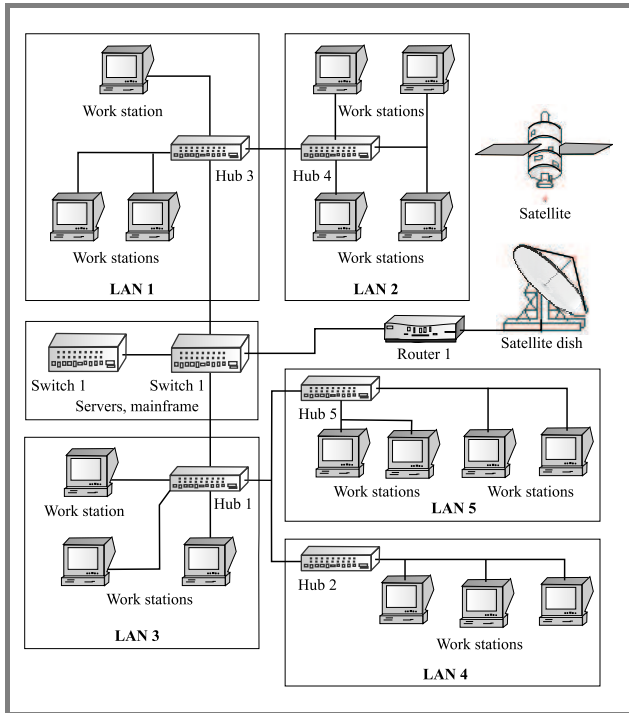 Work station
Hub 3
Work stations
LAN 1
Work stations
Hub 4
Work stations
LAN 2
Satellite
Satellite dish
Router 1
Switch 1
Switch 1
Servers, mainframe
Hub 5
Work stations
Work stations
LAN 5
Hub 1
Work station
Work stations
LAN 3
Hub 2
Work stations
LAN 4